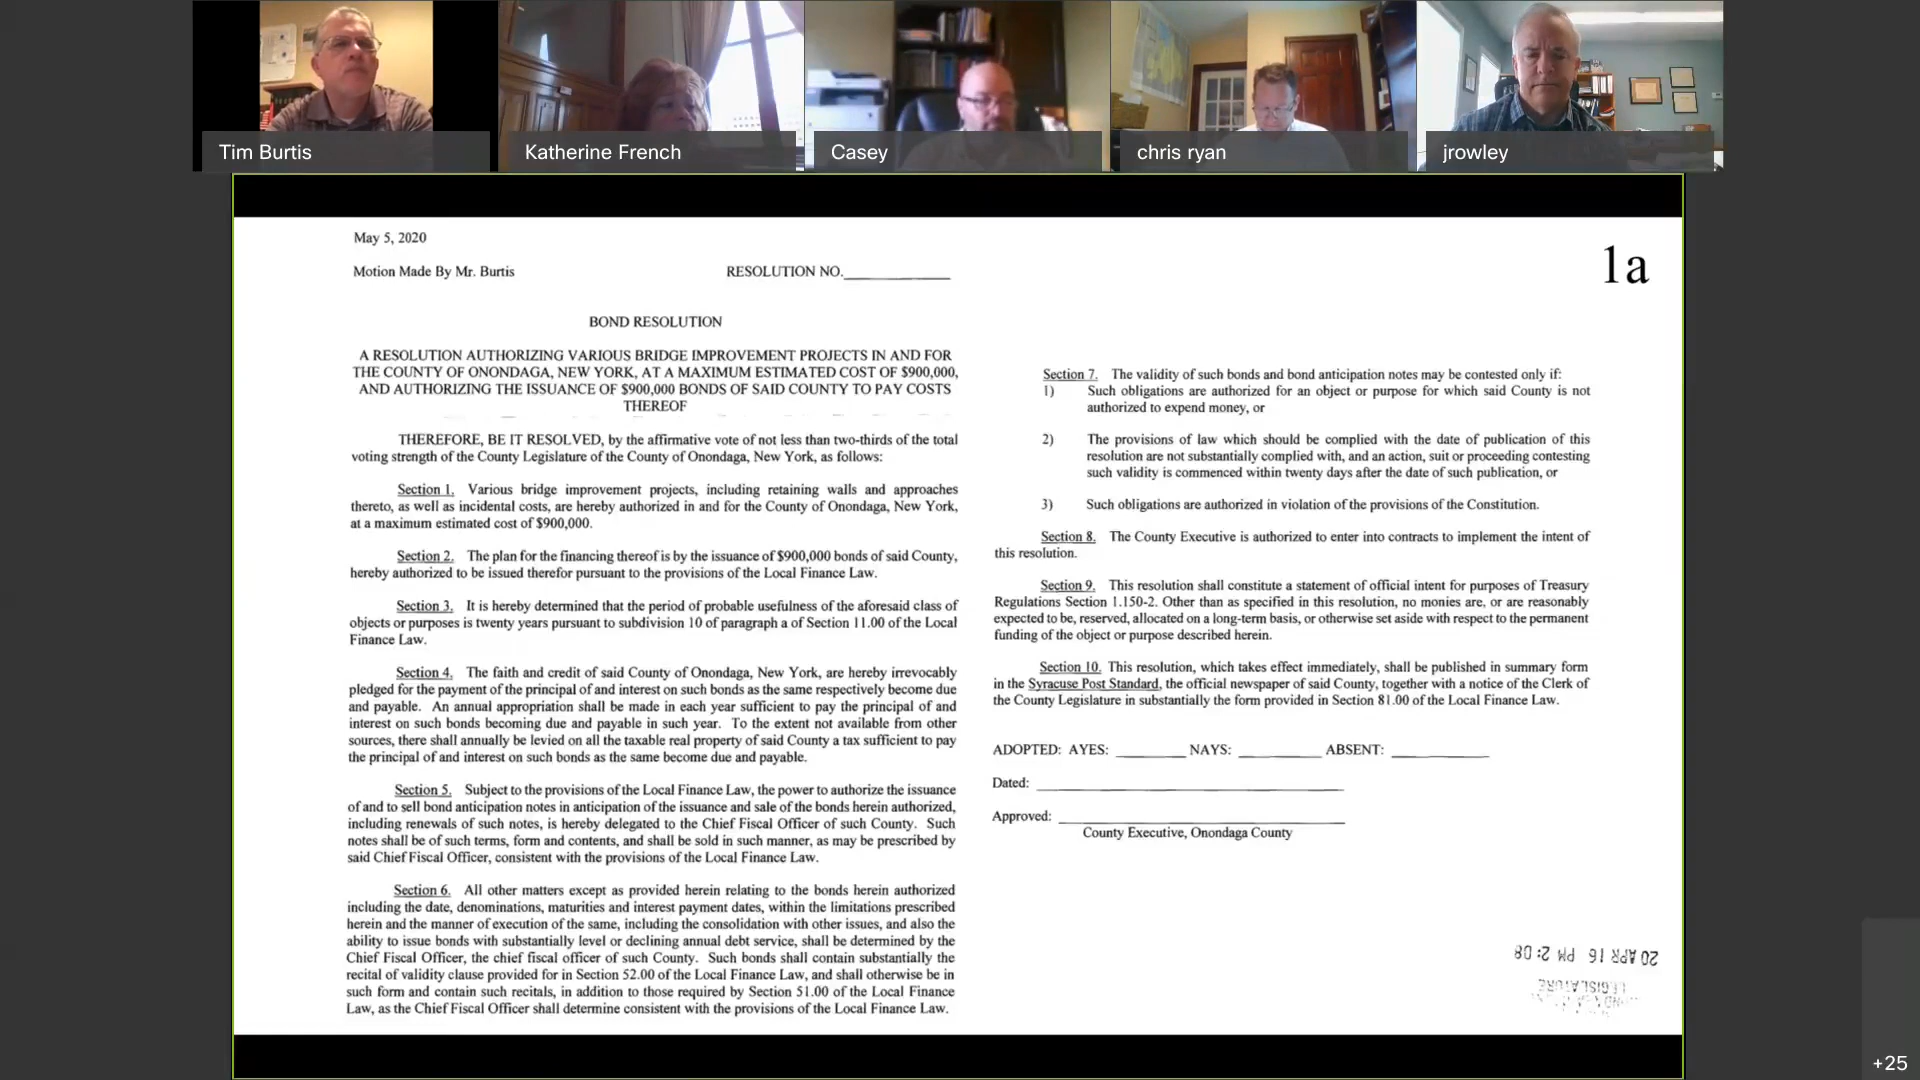 Tim Burtis
Katherine French
Casey
chris ryan
jrowley
May 5, 2020
Motion Made By Mr. Burtis
RESOLUTION NO.
1a
BOND RESOLUTION
A RESOLUTION AUTHORIZING VARIOUS BRIDGE IMPROVEMENT PROJECTS IN AND FOR
THE COUNTY OF ONONDAGA, NEW YORK, AT A MAXIMUM ESTIMATED COST OF $900,000,
AND AUTHORIZING THE ISSUANCE OF $900,000 BONDS OF SAID COUNTY TO PAY COSTS
THEREOF
THEREFORE, BE IT RESOLVED, by the affirmative vote of not less than two-thirds of the total
voting strength of the County Legislature of the County of Onondaga, New York, as follows:
Section 1. Various bridge improvement projects, including retaining walls and approaches
thereto, as well as incidental costs, are hereby authorized in and for the County of Onondaga, New York,
at a maximum estimated cost of $900,000.
Section 2. The plan for the financing thereof is by the issuance of $900,000 bonds of said County,
hereby authorized to be issued therefor pursuant to the provisions of the Local Finance Law.
Section 3. It is hereby determined that the period of probable usefulness of the aforesaid class of
objects or purposes is twenty years pursuant to subdivision 10 of paragraph a of Section 11.00 of the Local
Finance Law.
Section 4. The faith and credit of said County of Onondaga, New York, are hereby irrevocably
pledged for the payment of the principal of and interest on such bonds as the same respectively become due
and payable. An annual appropriation shall be made in each year sufficient to pay the principal of and
interest on such bonds becoming due and payable in such year. To the extent not available from other
sources, there shall annually be levied on all the taxable real property of said County a tax sufficient to pay
the principal of and interest on such bonds as the same become due and payable.
Section 5. Subject to the provisions of the Local Finance Law, the power to authorize the issuance
of and to sell bond anticipation notes in anticipation of the issuance and sale of the bonds herein authorized,
including renewals of such notes, is hereby delegated to the Chief Fiscal Officer of such County. Such
notes shall be of such terms, form and contents, and shall be sold in such manner, as may be prescribed by
said Chief Fiscal Officer, consistent with the provisions of the Local Finance Law.
Section 6. All other matters except as provided herein relating to the bonds herein authorized
including the date, denominations, maturities and interest payment dates, within the limitations prescribed
herein and the manner of execution of the same, including the consolidation with other issues, and also the
ability to issue bonds with substantially level or declining annual debt service, shall be determined by the
Chief Fiscal Officer, the chief fiscal officer of such County. Such bonds shall contain substantially the
recital of validity clause provided for in Section 52.00 of the Local Finance Law, and shall otherwise be in
such form and contain such recitals, in addition to those required by Section 51.00 of the Local Finance
Law, as the Chief Fiscal Officer shall determine consistent with the provisions of the Local Finance Law.
Section 7. The validity of such bonds and bond anticipation notes may be contested only if:
1) Such obligations are authorized for an object or purpose for which said County is not
authorized to expend money, or
2) The provisions of law which should be complied with the date of publication of this
resolution are not substantially complied with, and an action, suit or proceeding contesting
such validity is commenced within twenty days after the date of such publication, or
3) Such obligations are authorized in violation of the provisions of the Constitution.
Section 8. The County Executive is authorized to enter into contracts to implement the intent of
this resolution.
Section 9. This resolution shall constitute a statement of official intent for purposes of Treasury
Regulations Section 1.150-2. Other than as specified in this resolution, no monies are, or are reasonably
expected to be, reserved, allocated on a long-term basis, or otherwise set aside with respect to the permanent
funding of the object or purpose described herein.
Section 10. This resolution, which takes effect immediately, shall be published in summary form
in the Syracuse Post Standard, the official newspaper of said County, together with a notice of the Clerk of
the County Legislature in substantially the form provided in Section 81.00 of the Local Finance Law.
ADOPTED: AYES: NAYS: ABSENT:
Dated:
Approved:
County Executive, Onondaga County
20 APR 16 PM 2:08
LEGISLATURE
+25